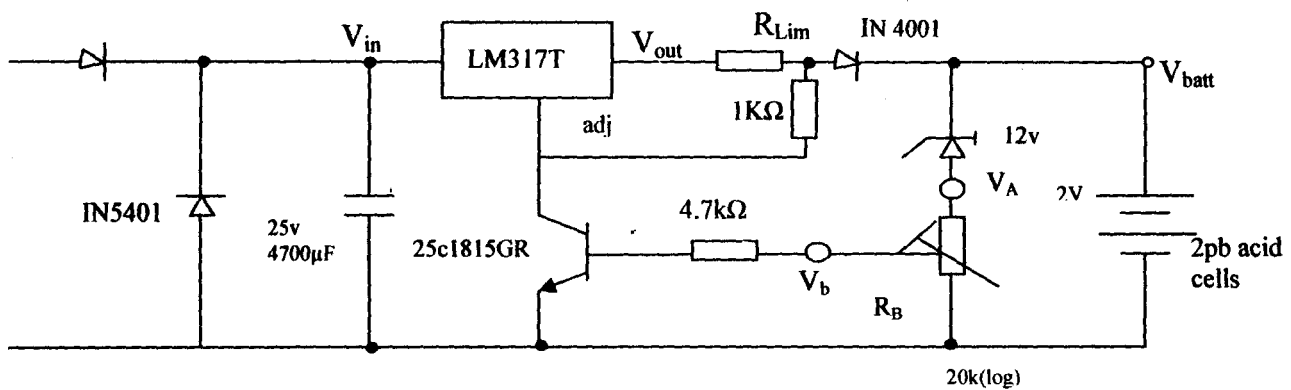 V_in
LM317T
V_out
R_Lim
IN 4001
V_batt
adj
1KΩ
12v
V_A
IN5401
25v
4700μF
25c1815GR
4.7kΩ
V_b
R_B
2V
2pb acid
cells
20k(log)